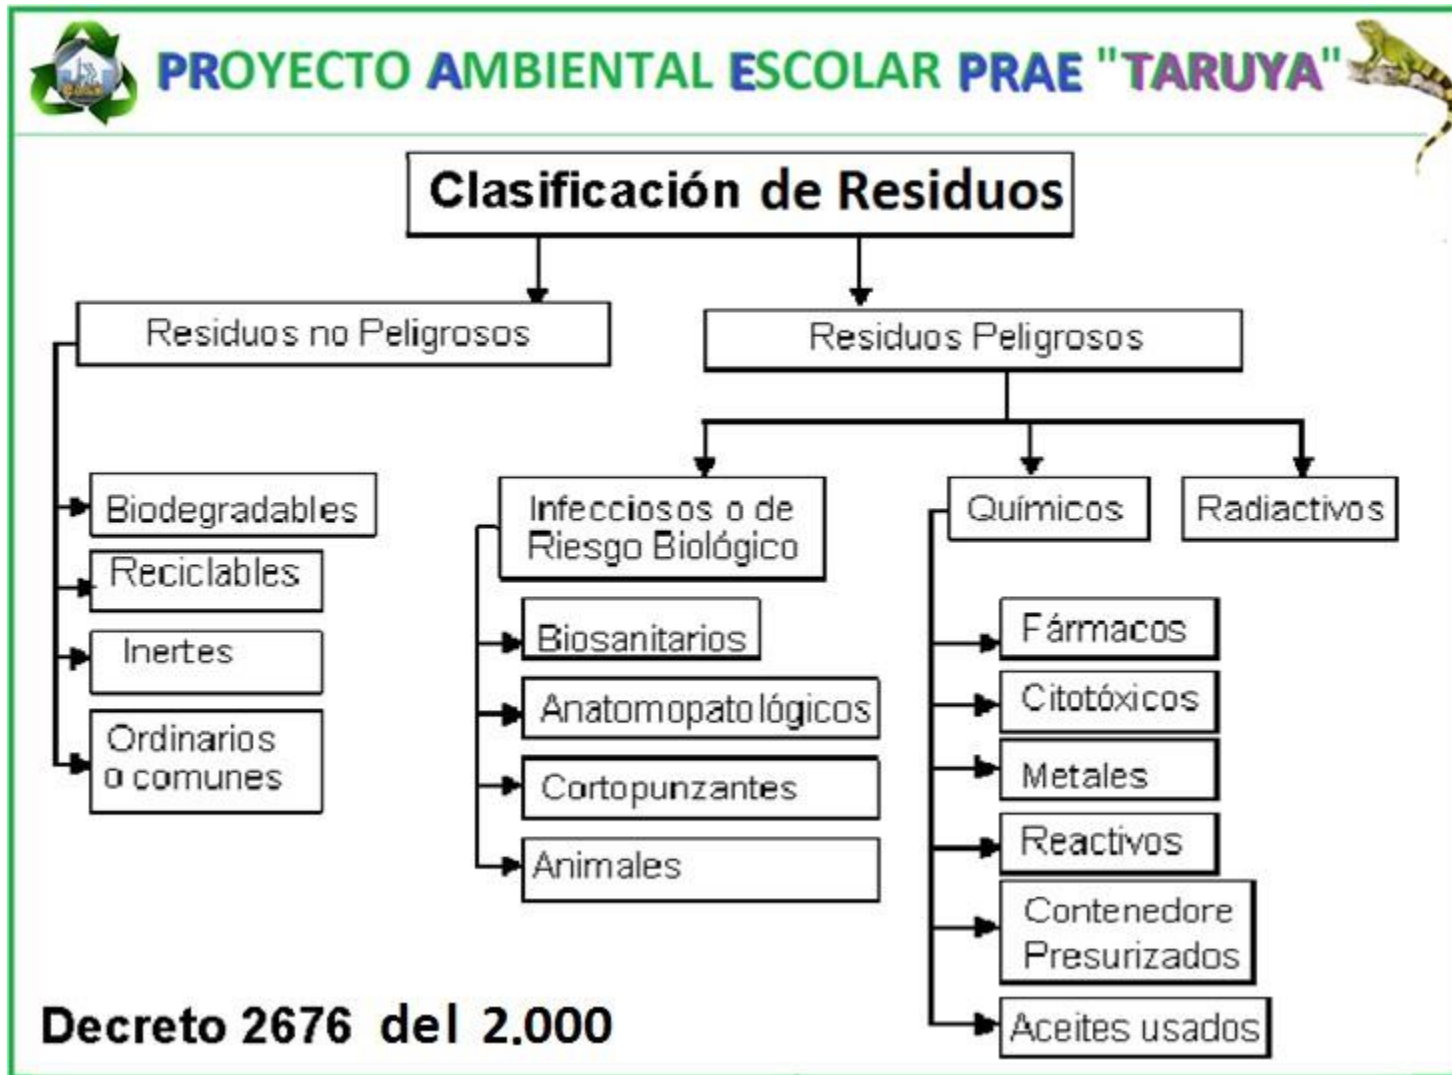 PROYECTO AMBIENTAL ESCOLAR PRAE "TARUYA"
Clasificación de Residuos
Residuos no Peligrosos
Residuos Peligrosos
Biodegradables
Reciclables
Inertes
Ordinarios
o comunes
Infecciosos o de
Riesgo Biológico
Biosanitarios
Anatomopatológicos
Cortopunzantes
Animales
Químicos
Fármacos
Citotóxicos
Metales
Reactivos
Contenedore
Presurizados
Aceites usados
Radiactivos
Decreto 2676 del 2.000